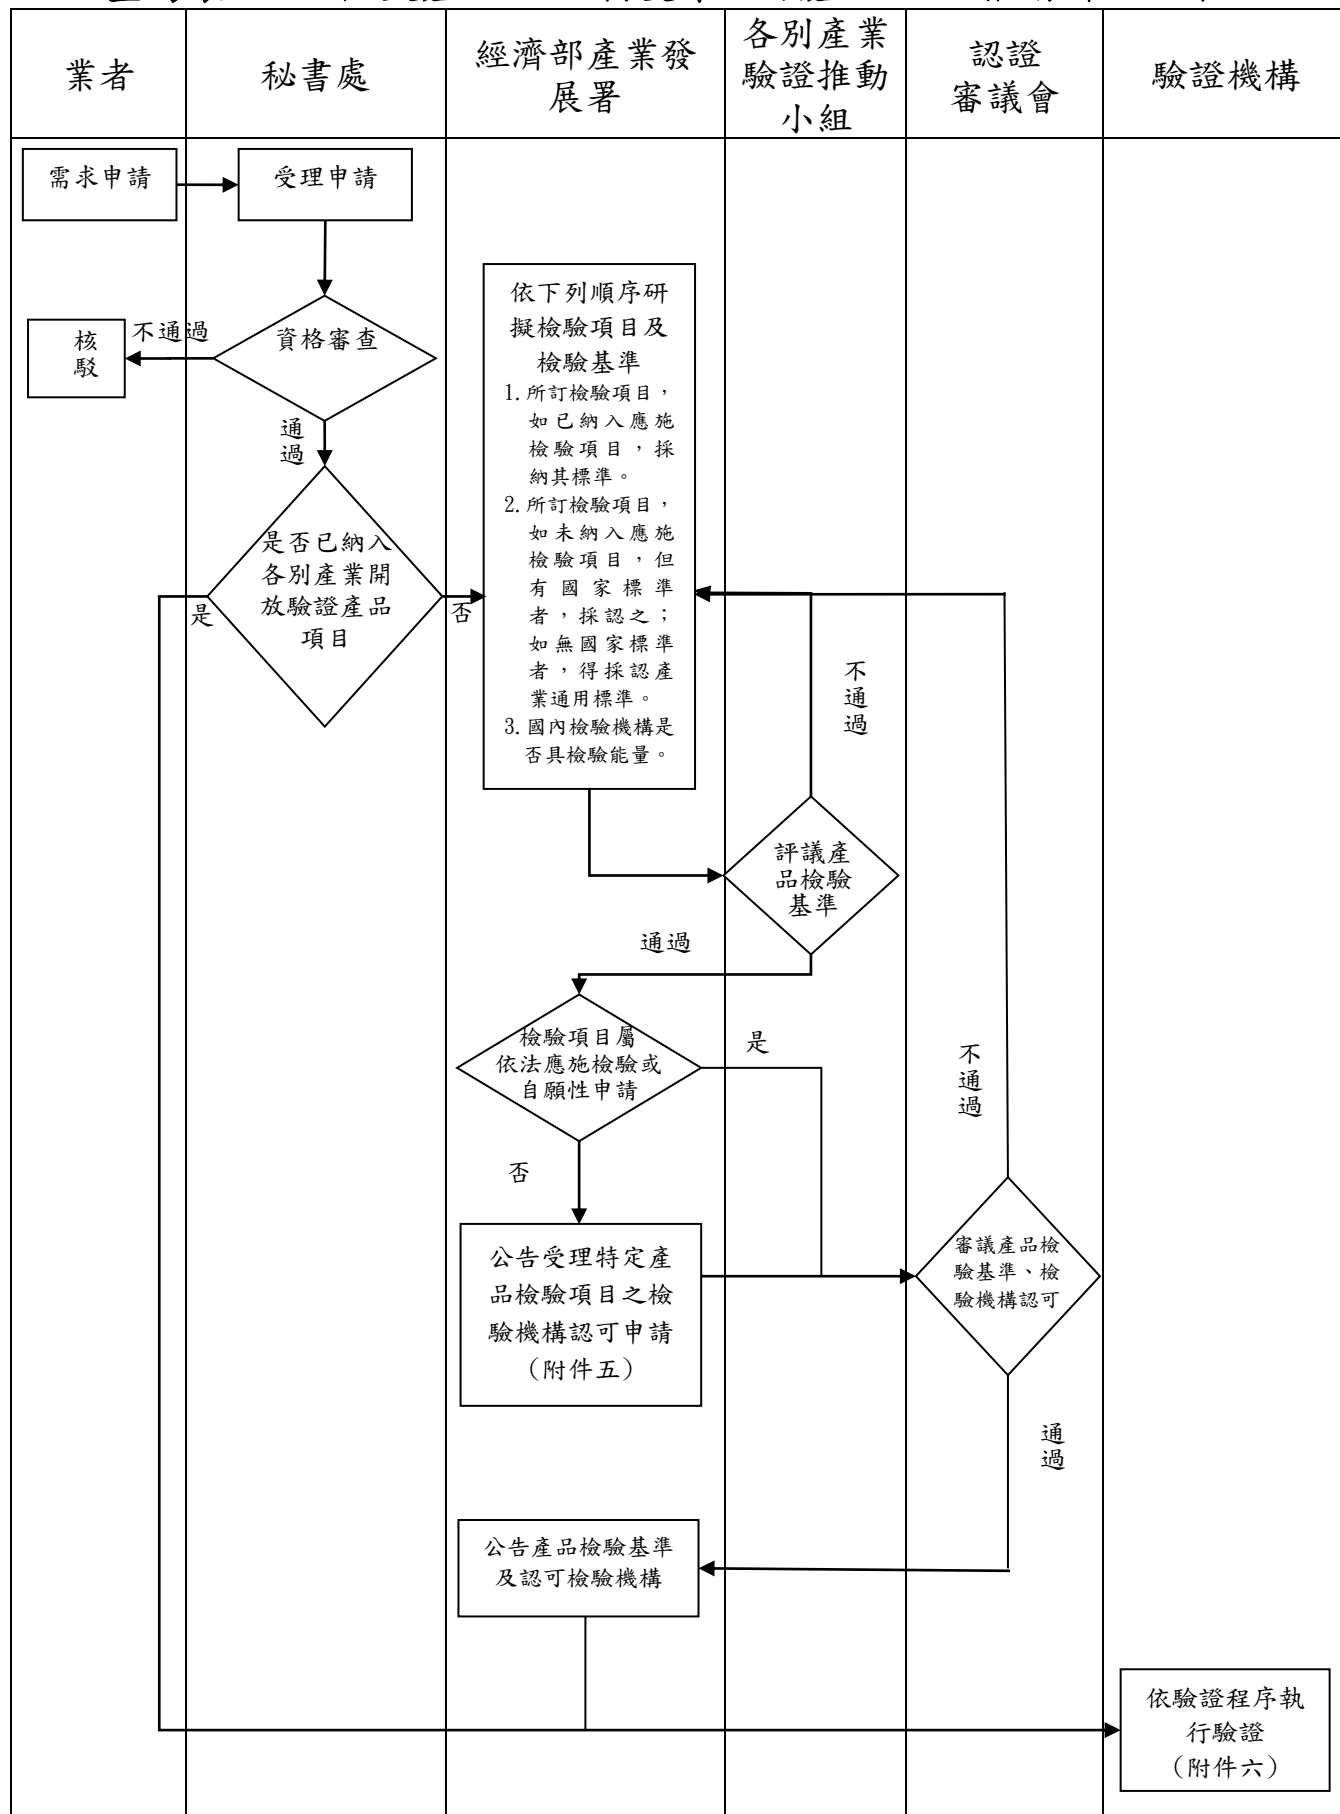 業者
秘書處
經濟部產業發
展署
各別產業
驗證推動
小組
認證
審議會
驗證機構
需求申請
受理申請
資格審查
不通過
核
駁
通
過
是否已納入
各別產業開
放驗證產品
項目
是
否
依下列順序研
擬檢驗項目及
檢驗基準
1.所訂檢驗項目，
如已納入應施
檢驗項目，採
納其標準。
2.所訂檢驗項目，
如未納入應施
檢驗項目，但
有國家標準
者，採認之；
如無國家標準
者，得採認產
業通用標準。
3.國內檢驗機構是
否具檢驗能量。
不
通
過
評議產
品檢驗
基準
通過
檢驗項目屬
依法應施檢驗或
自願性申請
是
不
通
過
否
公告受理特定產
品檢驗項目之檢
驗機構認可申請
（附件五）
審議產品檢
驗基準、檢
驗機構認可
通
過
公告產品檢驗基準
及認可檢驗機構
依驗證程序執
行驗證
（附件六）